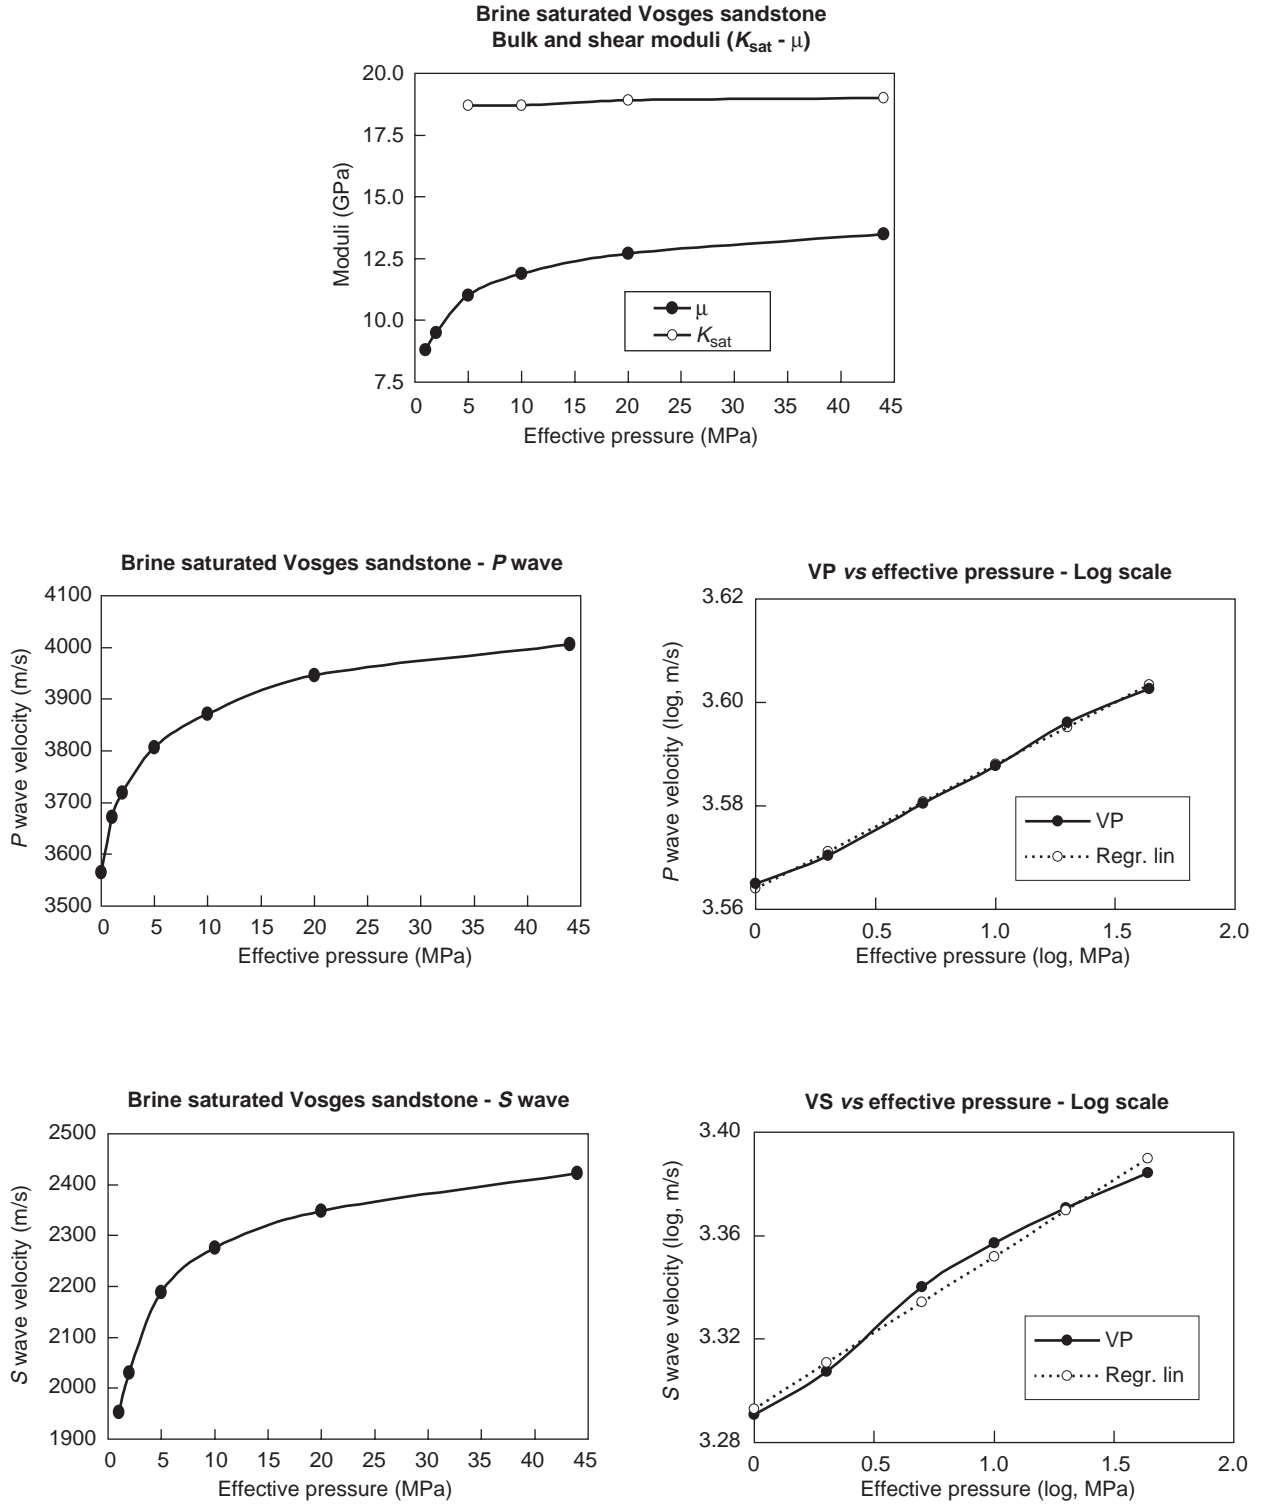 Brine saturated Vosges sandstone
Bulk and shear moduli (Ksat - μ)
20.0
17.5
15.0
12.5
10.0
7.5
Moduli (GPa)
μ
Ksat
0 5 10 15 20 25 30 35 40 45
Effective pressure (MPa)
Brine saturated Vosges sandstone - P wave
4100
4000
3900
3800
3700
3600
3500
P wave velocity (m/s)
0 5 10 15 20 25 30 35 40 45
Effective pressure (MPa)
VP vs effective pressure - Log scale
3.62
3.60
3.58
3.56
P wave velocity (log, m/s)
VP
Regr. lin
0 0.5 1.0 1.5 2.0
Effective pressure (log, MPa)
Brine saturated Vosges sandstone - S wave
2500
2400
2300
2200
2100
2000
1900
S wave velocity (m/s)
0 5 10 15 20 25 30 35 40 45
Effective pressure (MPa)
VS vs effective pressure - Log scale
3.40
3.36
3.32
3.28
S wave velocity (log, m/s)
VP
Regr. lin
0 0.5 1.0 1.5 2.0
Effective pressure (log, MPa)